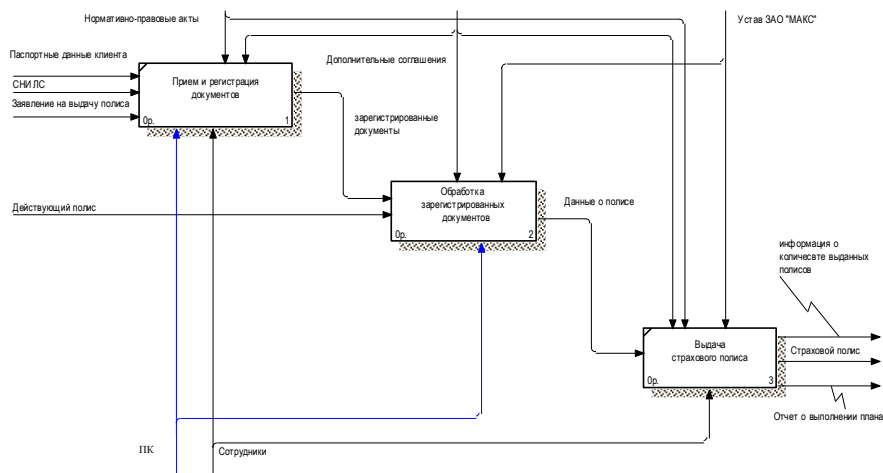 Нормативно-правовые акты
Устав ЗАО "МАКС"
Паспортные данные клиента
СНИЛС
Заявление на выдачу полиса
Прием и регистрация
документов
0р.
1
Дополнительные соглашения
зарегистрированные
документы
Действующий полис
Обработка
зарегистрированных
документов
0р.
2
Данные о полисе
информация о
количесвте выданных
полисов
Выдача
страхового полиса
0р.
3
Страховой полис
Отчет о выполнении плана
ПК
Сотрудники